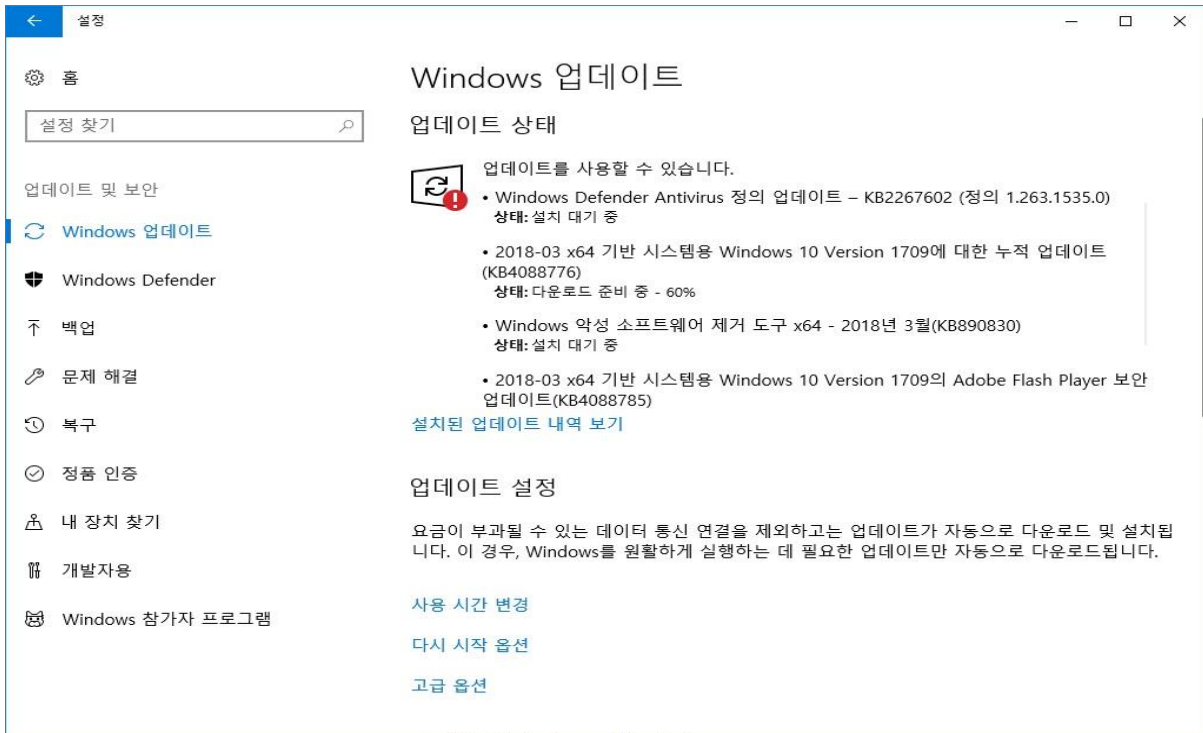 설정
홈
설정 찾기
업데이트 및 보안
Windows 업데이트
Windows Defender
백업
문제 해결
복구
정품 인증
내 장치 찾기
개발자용
Windows 참가자 프로그램
Windows 업데이트
업데이트 상태
업데이트를 사용할 수 있습니다.
• Windows Defender Antivirus 정의 업데이트 – KB2267602 (정의 1.263.1535.0)
상태: 설치 대기 중
• 2018-03 x64 기반 시스템용 Windows 10 Version 1709에 대한 누적 업데이트
(KB4088776)
상태: 다운로드 준비 중 - 60%
• Windows 악성 소프트웨어 제거 도구 x64 - 2018년 3월(KB890830)
상태: 설치 대기 중
• 2018-03 x64 기반 시스템용 Windows 10 Version 1709의 Adobe Flash Player 보안
업데이트(KB4088785)
설치된 업데이트 내역 보기
업데이트 설정
요금이 부과될 수 있는 데이터 통신 연결을 제외하고는 업데이트가 자동으로 다운로드 및 설치됩
니다. 이 경우, Windows를 원활하게 실행하는 데 필요한 업데이트만 자동으로 다운로드됩니다.
사용 시간 변경
다시 시작 옵션
고급 옵션